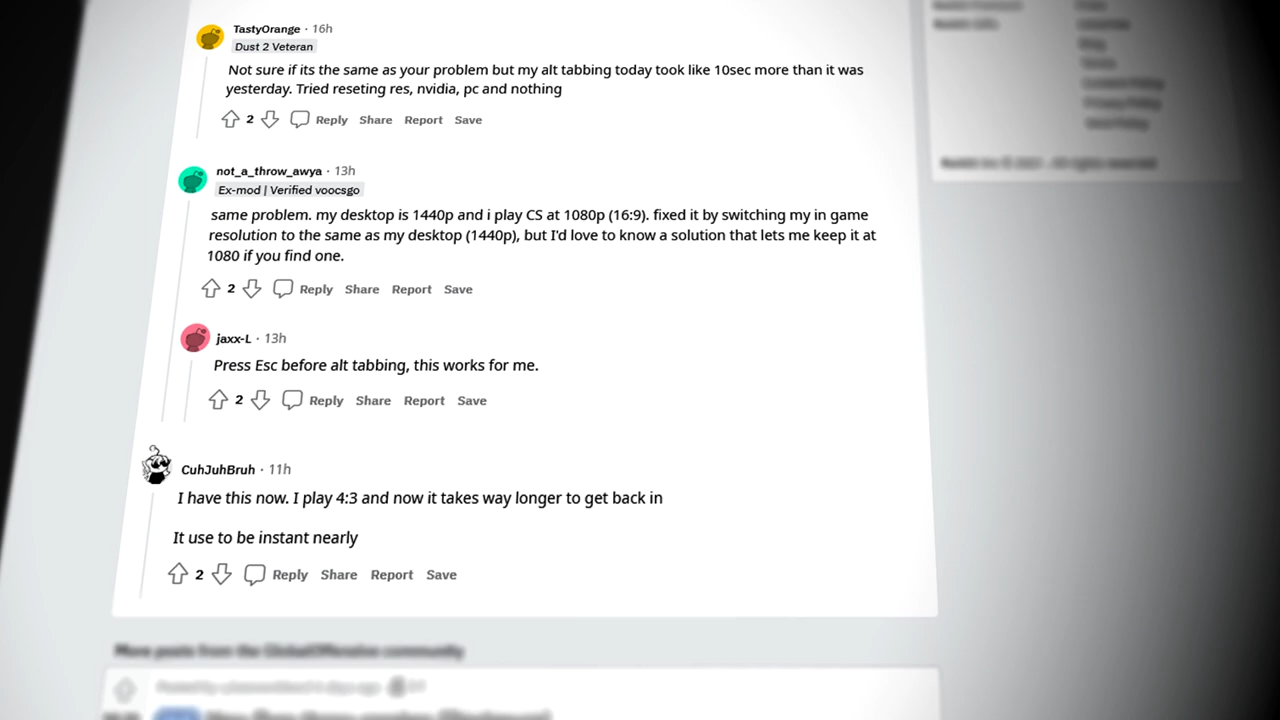 TastyOrange · 16h
Dust 2 Veteran
Not sure if its the same as your problem but my alt tabbing today took like 10sec more than it was
yesterday. Tried reseting res, nvidia, pc and nothing
2 Reply Share Report Save
not_a_throw_awya · 13h
Ex-mod | Verified voocsgo
same problem. my desktop is 1440p and i play CS at 1080p (16:9). fixed it by switching my in game
resolution to the same as my desktop (1440p), but I'd love to know a solution that lets me keep it at
1080 if you find one.
2 Reply Share Report Save
jaxx-L · 13h
Press Esc before alt tabbing, this works for me.
2 Reply Share Report Save
CuhJuhBruh · 11h
I have this now. I play 4:3 and now it takes way longer to get back in
It use to be instant nearly
2 Reply Share Report Save
More posts from the GlobalOffensive community